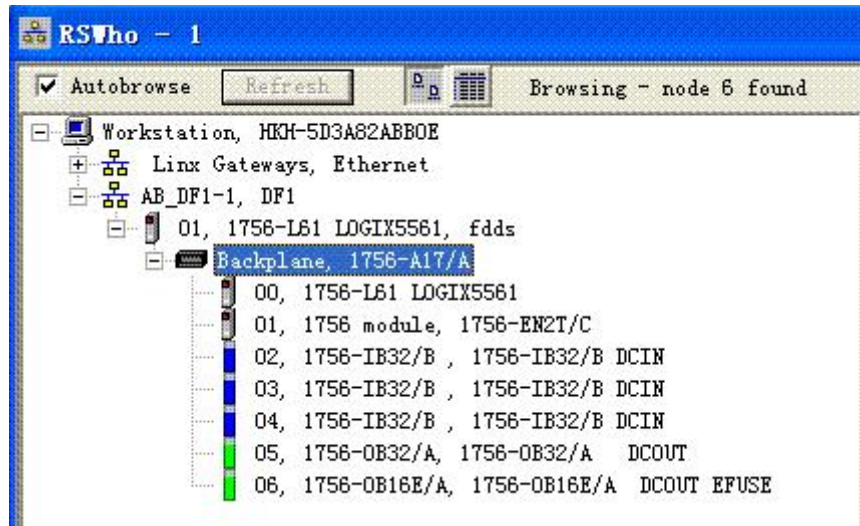 RSWho - 1
Autobrowse Refresh Browsing - node 6 found
Workstation, HKH-5D3A82ABB0E
Linx Gateways, Ethernet
AB_DF1-1, DF1
01, 1756-L61 LOGIX5561, fdds
Backplane, 1756-A17/A
00, 1756-L61 LOGIX5561
01, 1756 module, 1756-EN2T/C
02, 1756-IB32/B , 1756-IB32/B DCIN
03, 1756-IB32/B , 1756-IB32/B DCIN
04, 1756-IB32/B , 1756-IB32/B DCIN
05, 1756-OB32/A, 1756-OB32/A DCOUT
06, 1756-OB16E/A, 1756-OB16E/A DCOUT EFUSE